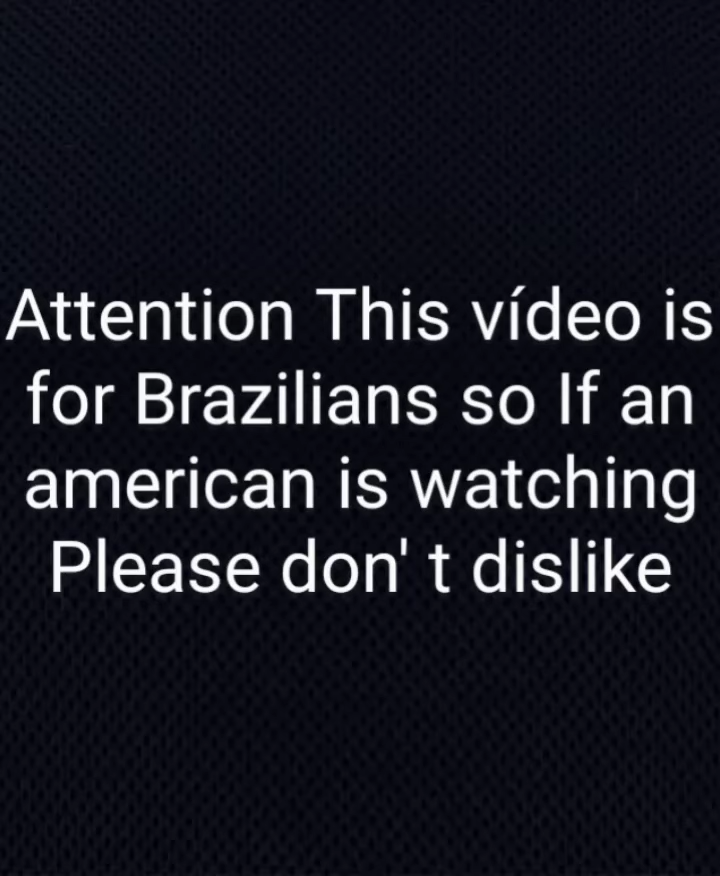 Attention This vídeo is
for Brazilians so If an
american is watching
Please don' t dislike